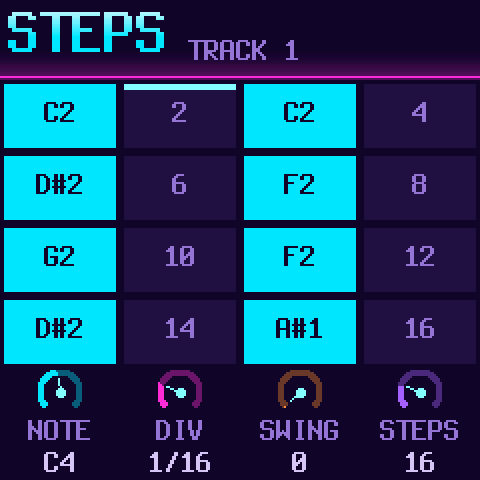 STEPS TRACK 1
C2 2 C2 4
D#2 6 F2 8
G2 10 F2 12
D#2 14 A#1 16
NOTE DIV SWING STEPS
C4 1/16 0 16